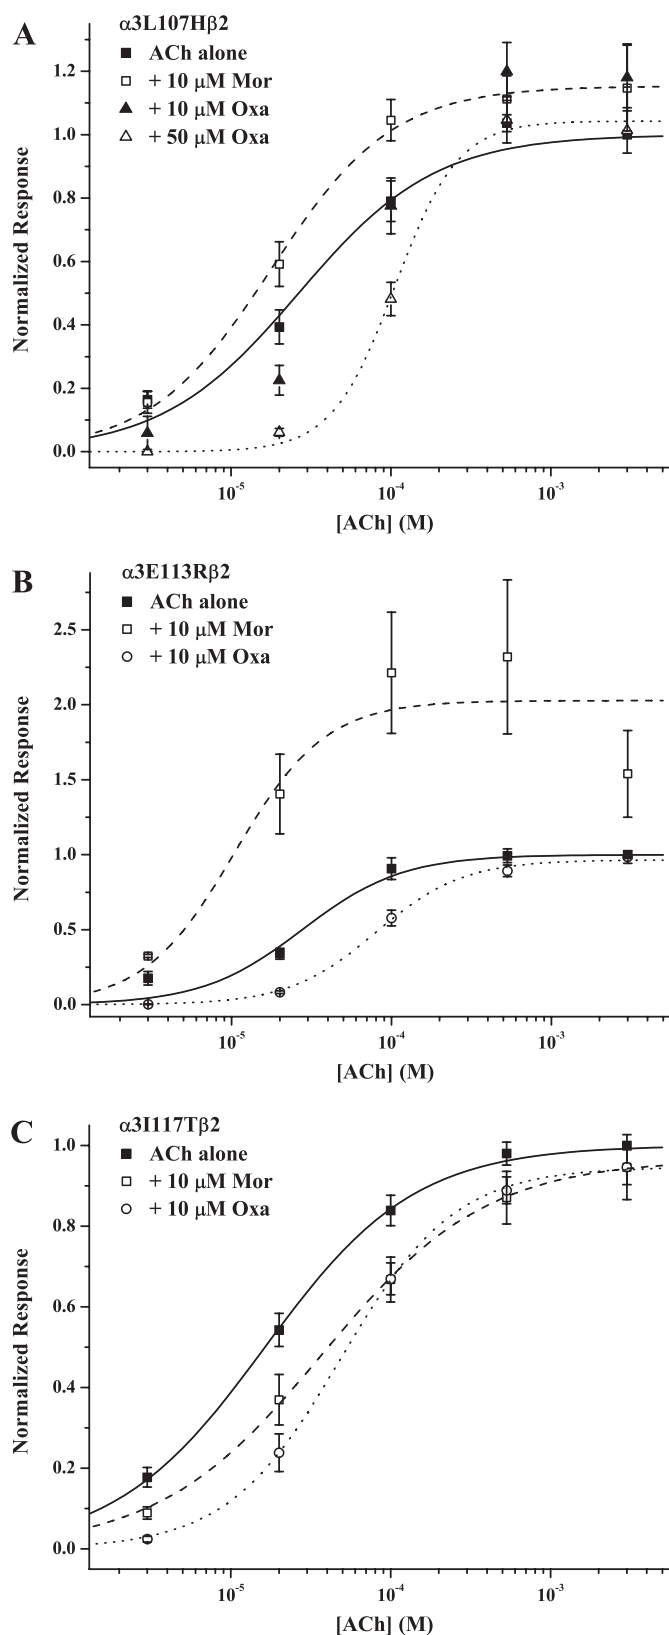 A
α3L107Hβ2
ACh alone
+ 10 μM Mor
+ 10 μM Oxa
+ 50 μM Oxa
Normalized Response
1.2
1.0
0.8
0.6
0.4
0.2
0.0
10⁻⁵
10⁻⁴
10⁻³
[ACh] (M)
B
α3E113Rβ2
ACh alone
+ 10 μM Mor
+ 10 μM Oxa
Normalized Response
2.5
2.0
1.5
1.0
0.5
0.0
10⁻⁵
10⁻⁴
10⁻³
[ACh] (M)
C
α3I117Tβ2
ACh alone
+ 10 μM Mor
+ 10 μM Oxa
Normalized Response
1.0
0.8
0.6
0.4
0.2
0.0
10⁻⁵
10⁻⁴
10⁻³
[ACh] (M)